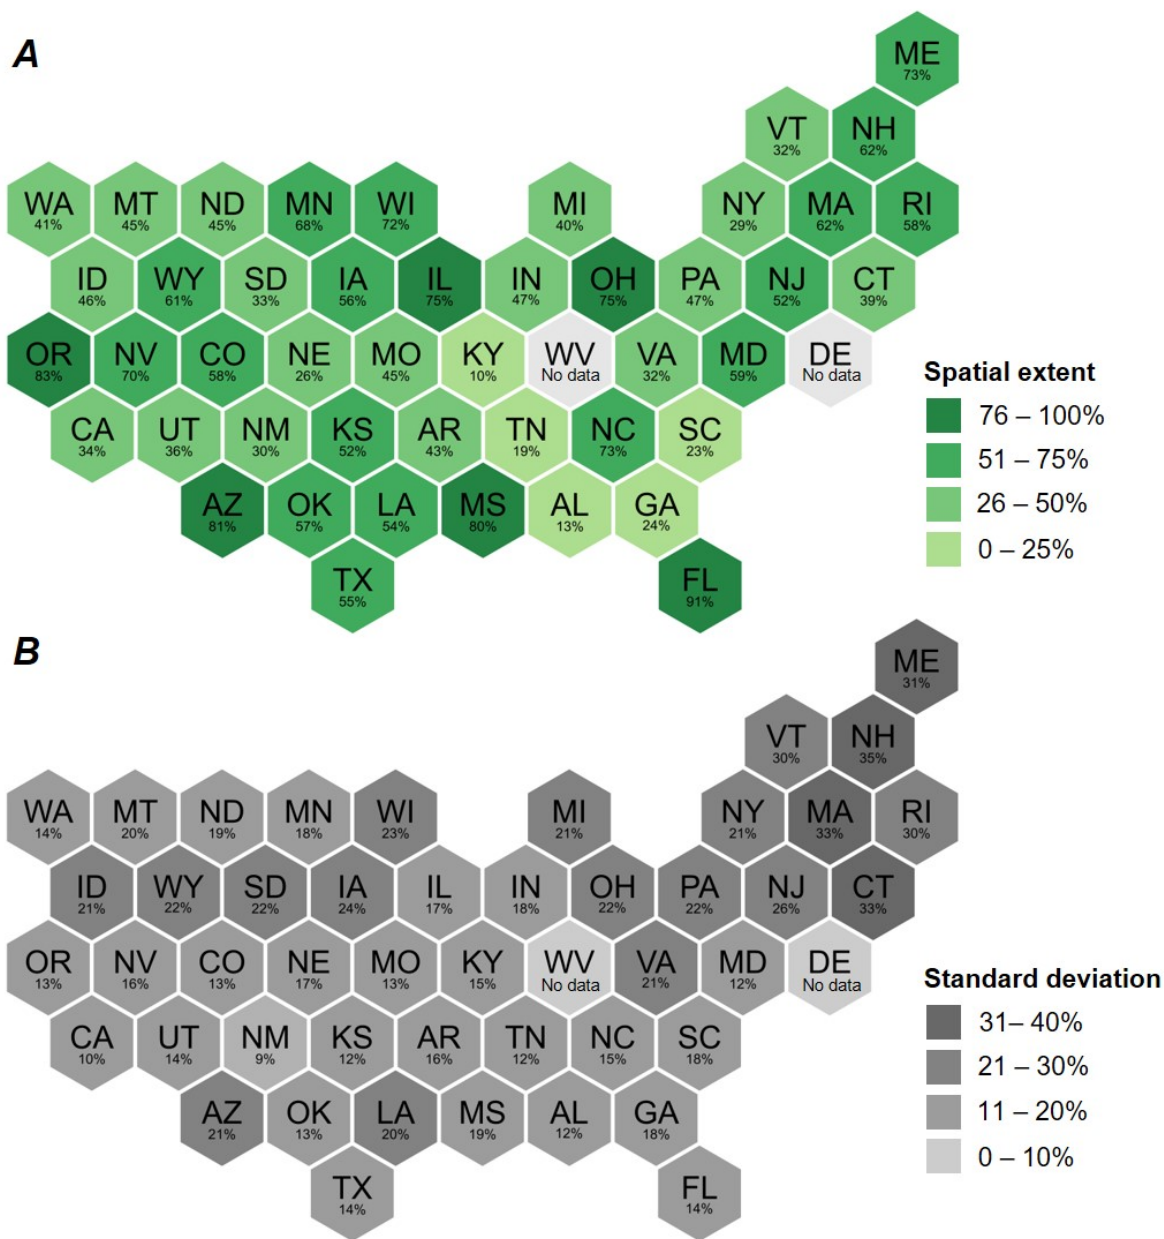 A
ME
73%
VT NH
32% 62%
WA MT ND MN WI MI NY MA RI
41% 45% 45% 68% 72% 40% 29% 62% 58%
ID WY SD IA IL IN OH PA NJ CT
46% 61% 33% 56% 75% 47% 75% 47% 52% 39%
OR NV CO NE MO KY WV VA MD DE
83% 70% 58% 26% 45% 10% No data 32% 59% No data
CA UT NM KS AR TN NC SC
34% 36% 30% 52% 43% 19% 73% 23%
AZ OK LA MS AL GA
81% 57% 54% 80% 13% 24%
TX FL
55% 91%
Spatial extent
76 – 100%
51 – 75%
26 – 50%
0 – 25%
B
ME
31%
VT NH
30% 35%
WA MT ND MN WI MI NY MA RI
14% 20% 19% 18% 23% 21% 21% 33% 30%
ID WY SD IA IL IN OH PA NJ CT
21% 22% 22% 24% 17% 18% 22% 22% 26% 33%
OR NV CO NE MO KY WV VA MD DE
13% 16% 13% 17% 13% 15% No data 21% 12% No data
CA UT NM KS AR TN NC SC
10% 14% 9% 12% 16% 12% 15% 18%
AZ OK LA MS AL GA
21% 13% 20% 19% 12% 18%
TX FL
14% 14%
Standard deviation
31– 40%
21 – 30%
11 – 20%
0 – 10%